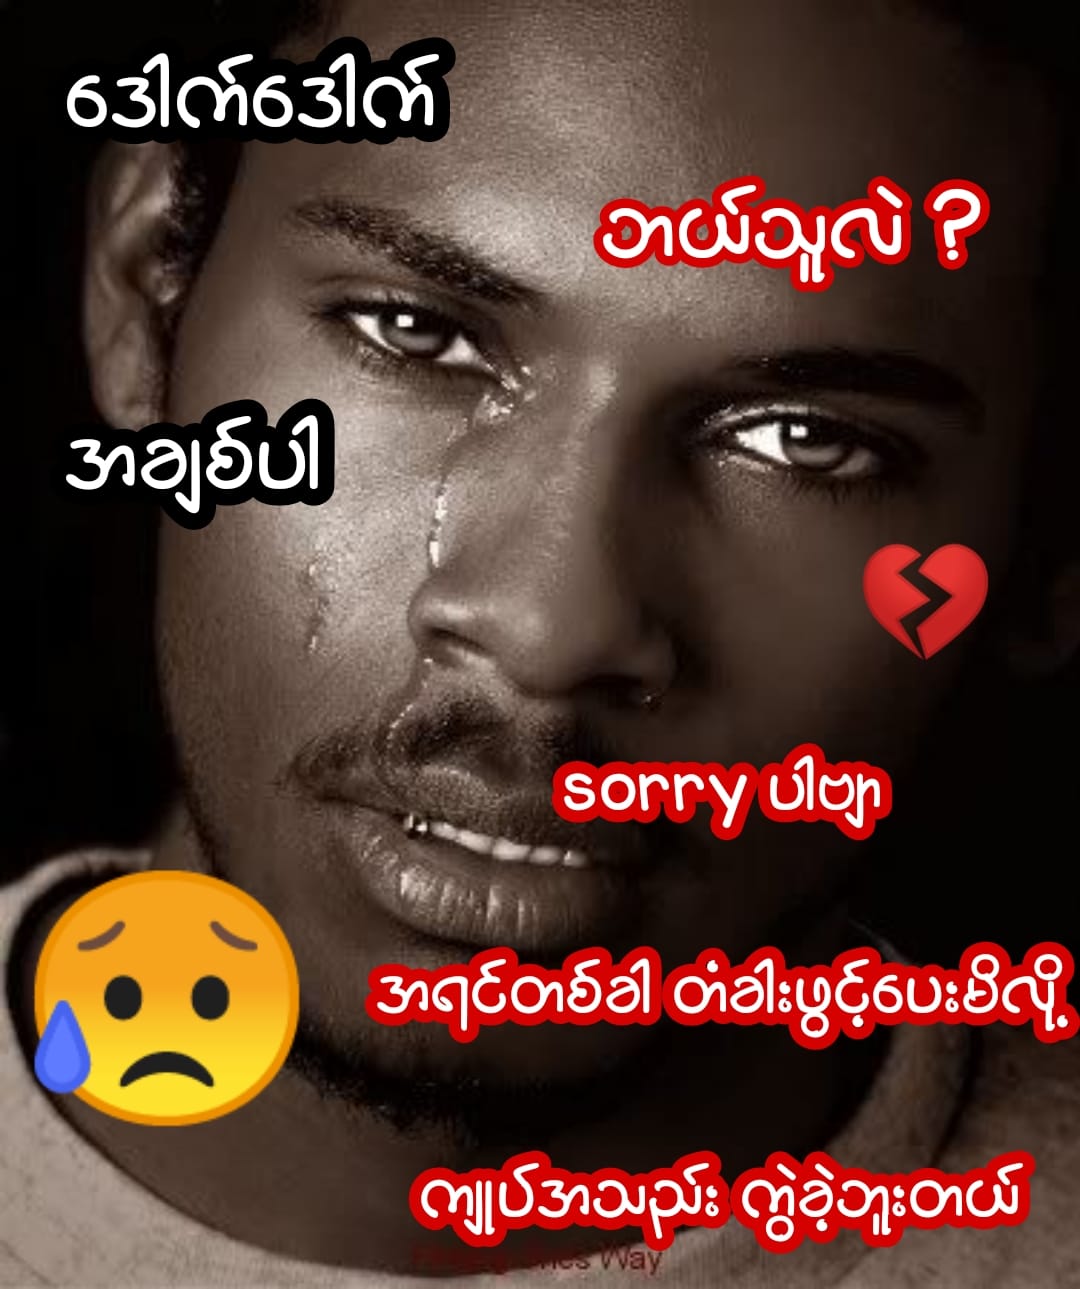 ဒေါက်ဒေါက်
ဘယ်သူလဲ ?
အချစ်ပါ
sorry ပါဗျာ
အရင်တစ်ခါ တံခါးဖွင့်ပေးမိလို့
ကျုပ်အသည်း ကွဲခဲ့ဘူးတယ်
Way